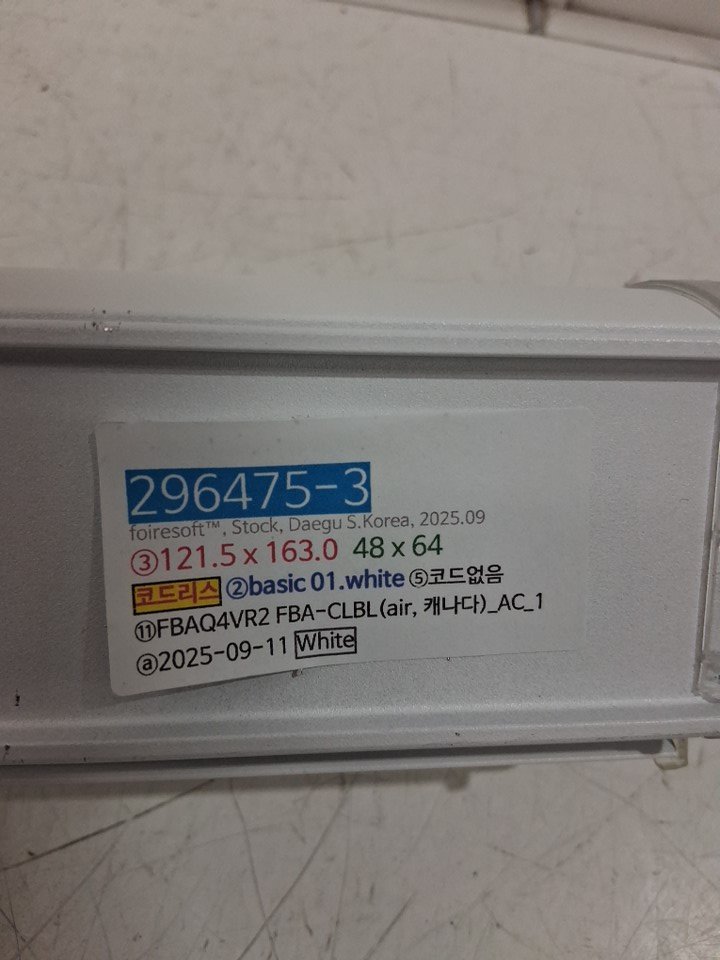 296475-3
foiresoft™, Stock, Daegu S.Korea, 2025.09
③121.5 x 163.0 48 x 64
코드리스 ②basic 01.white ⑤코드없음
⑪FBAQ4VR2 FBA-CLBL(air, 캐나다)_AC_1
ⓐ2025-09-11 White